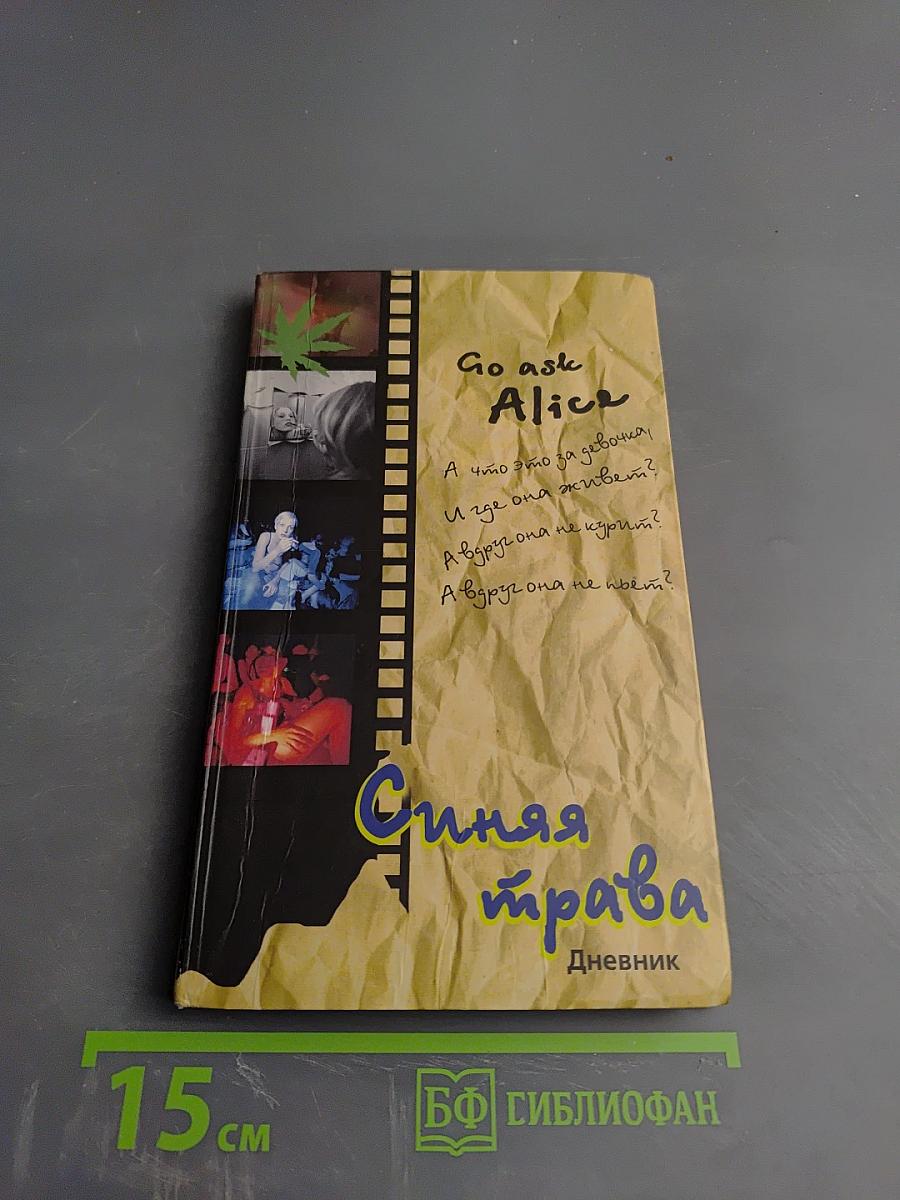 Go ask
Alice
А что это за девочка,
И где она живет?
А вдруг она не курит?
А вдруг она не пьет?
Синяя
трава
Дневник
15 см
БФ БИБЛИОФАН